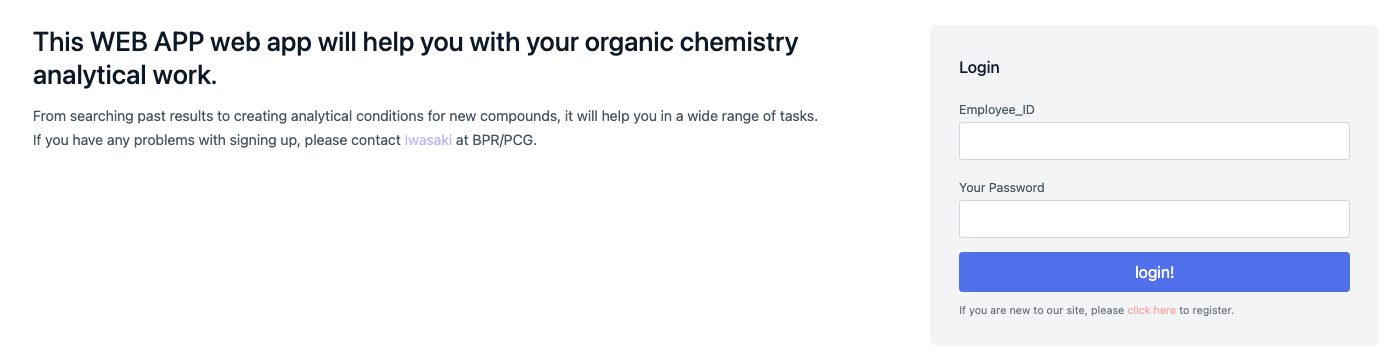 This WEB APP web app will help you with your organic chemistry
analytical work.
From searching past results to creating analytical conditions for new compounds, it will help you in a wide range of tasks.
If you have any problems with signing up, please contact Iwasaki at BPR/PCG.
Login
Employee_ID
Your Password
login!
If you are new to our site, please click here to register.